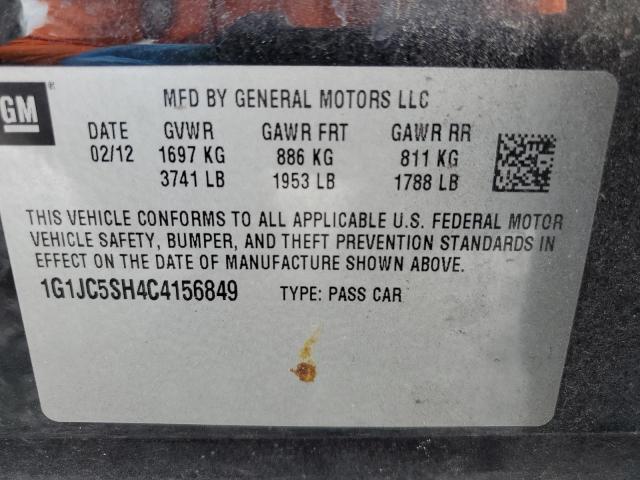 GM ®
MFD BY GENERAL MOTORS LLC
DATE GVWR GAWR FRT GAWR RR
02/12 1697 KG 886 KG 811 KG
3741 LB 1953 LB 1788 LB
THIS VEHICLE CONFORMS TO ALL APPLICABLE U.S. FEDERAL MOTOR
VEHICLE SAFETY, BUMPER, AND THEFT PREVENTION STANDARDS
IN EFFECT ON THE DATE OF MANUFACTURE SHOWN ABOVE.
1G1JC5SH4C4156849 TYPE: PASS CAR